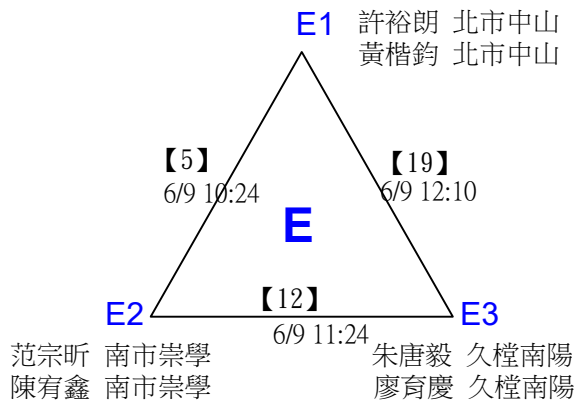 E1 許裕朗 北市中山
黃楷鈞 北市中山
【5】
6/9 10:24
【19】
6/9 12:10
E
【12】
6/9 11:24
E2
E3
范宗昕 南市崇學
陳宥鑫 南市崇學
朱唐毅 久樘南陽
廖育慶 久樘南陽